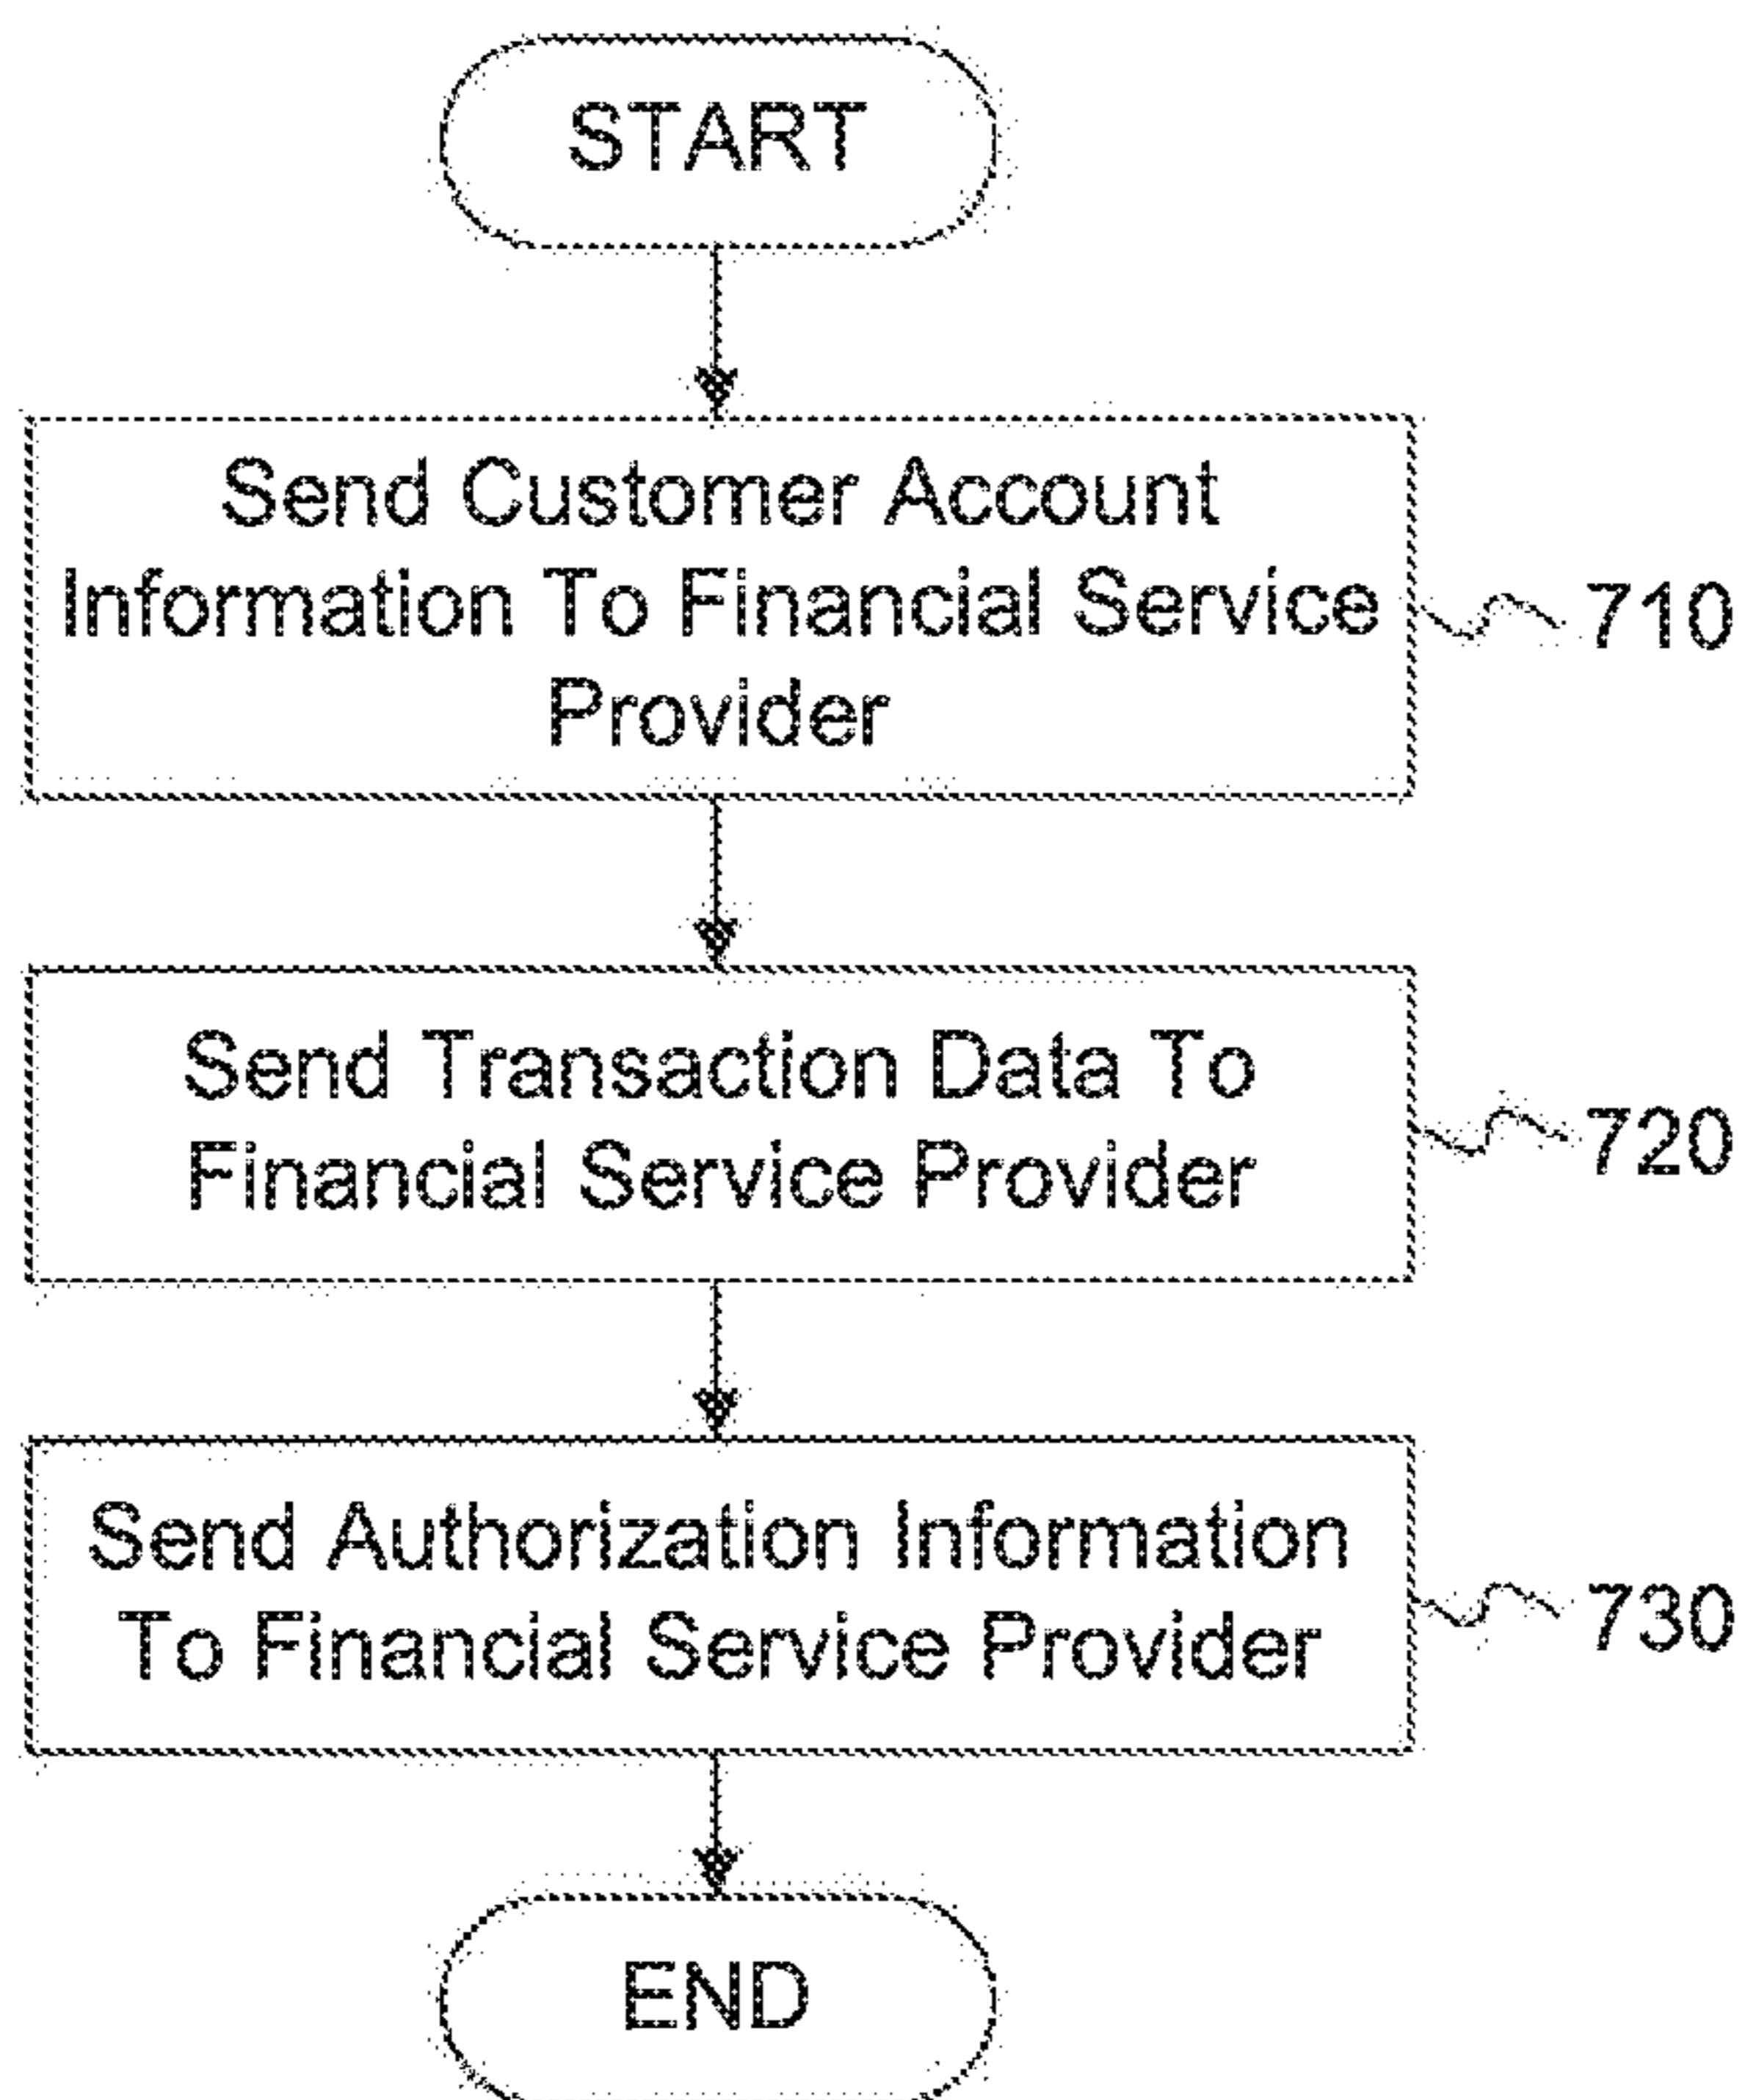 START
Send Customer Account
Information To Financial Service
Provider
710
Send Transaction Data To
Financial Service Provider
720
Send Authorization Information
To Financial Service Provider
730
END